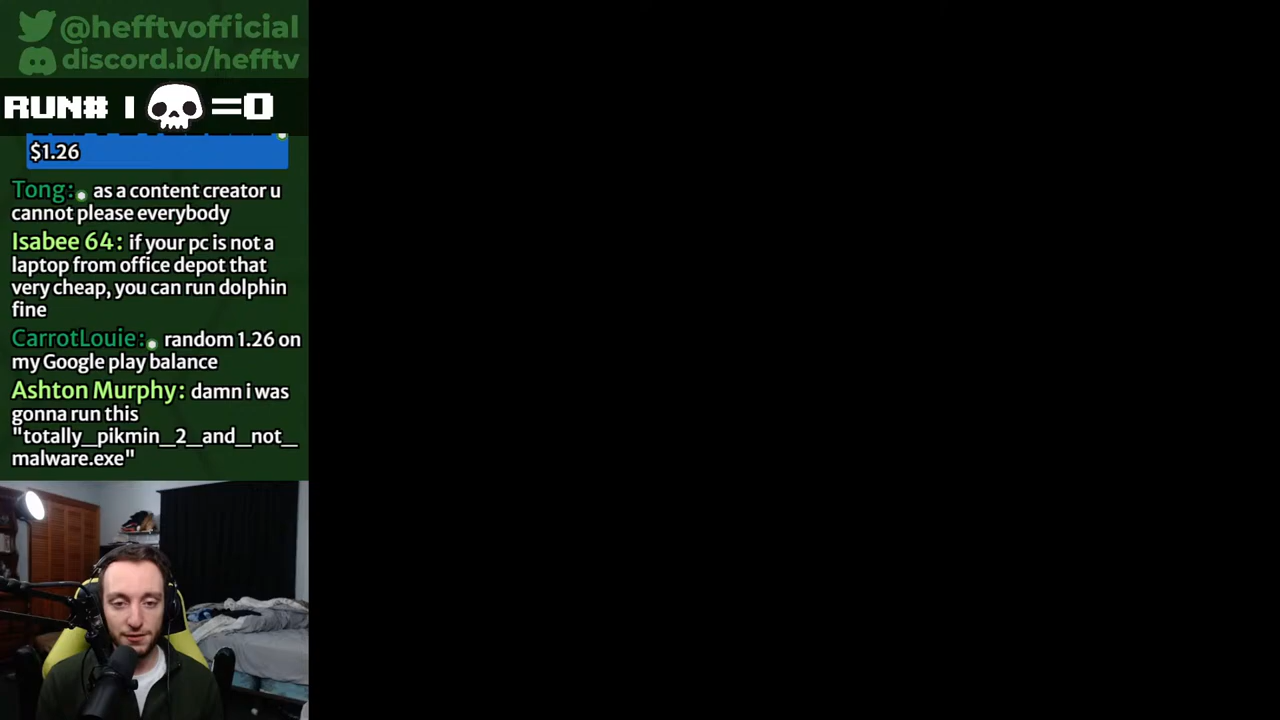 @hefftvofficial
discord.io/hefftv
RUN# 1 =0
$1.26
Tong: as a content creator u
cannot please everybody
Isabee 64: if your pc is not a
laptop from office depot that
very cheap, you can run dolphin
fine
CarrotLouie: random 1.26 on
my Google play balance
Ashton Murphy: damn i was
gonna run this
"totally_pikmin_2_and_not_
malware.exe"